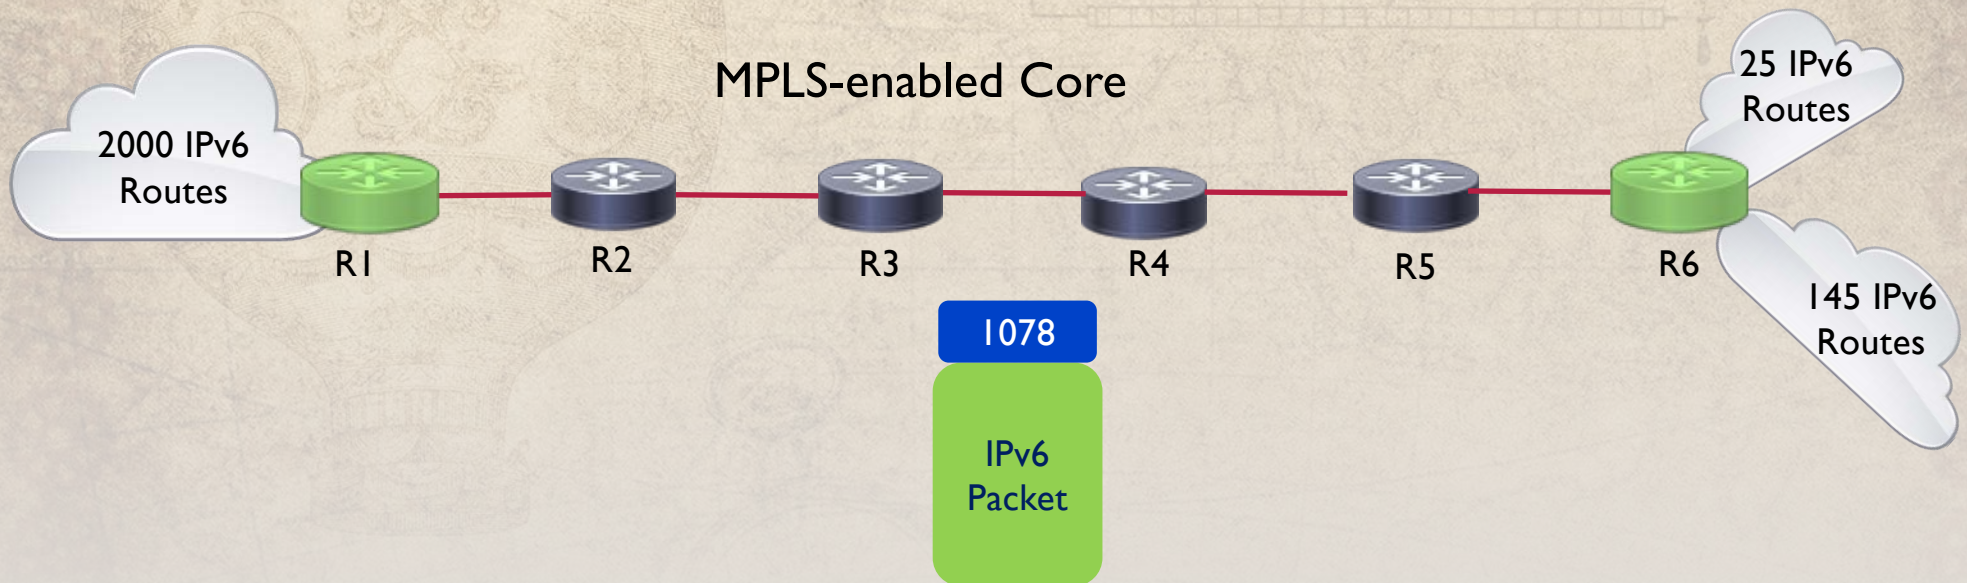 MPLS-enabled Core
2000 IPv6
Routes
25 IPv6
Routes
R1
R2
R3
R4
R5
R6
145 IPv6
Routes
1078
IPv6
Packet